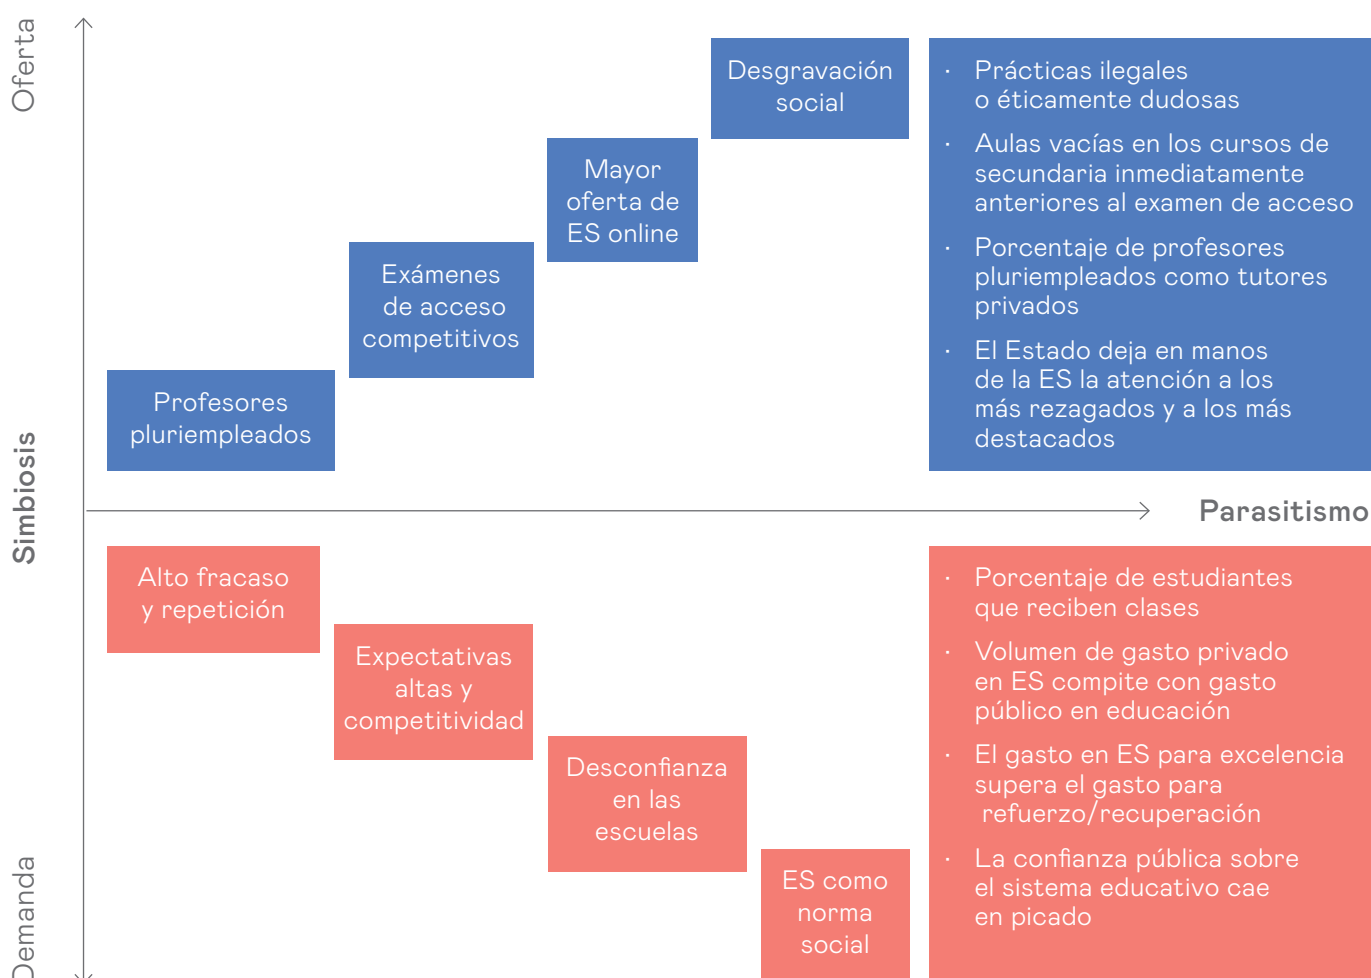 Oferta
Desgravación
social
Mayor
oferta de
ES online
Exámenes
de acceso
competitivos
Profesores
pluriempleados
· Prácticas ilegales
o éticamente dudosas
· Aulas vacías en los cursos de
secundaria inmediatamente
anteriores al examen de acceso
· Porcentaje de profesores
pluriempleados como tutores
privados
· El Estado deja en manos
de la ES la atención a los
más rezagados y a los más
destacados
Simbiosis
Parasitismo
Alto fracaso
y repetición
Expectativas
altas y
competitividad
Desconfianza
en las
escuelas
ES como
norma
social
· Porcentaje de estudiantes
que reciben clases
· Volumen de gasto privado
en ES compite con gasto
público en educación
· El gasto en ES para excelencia
supera el gasto para
refuerzo/recuperación
· La confianza pública sobre
el sistema educativo cae
en picado
Demanda